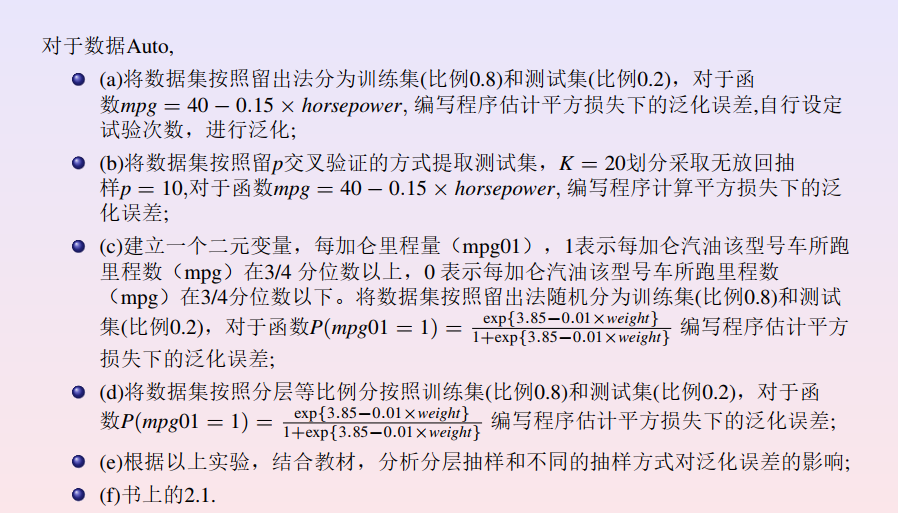 对于数据Auto,
(a)将数据集按照留出法分为训练集(比例0.8)和测试集(比例0.2)，对于函
数mpg = 40 − 0.15 × horsepower, 编写程序估计平方损失下的泛化误差,自行设定
试验次数，进行泛化;
(b)将数据集按照留p交叉验证的方式提取测试集，K = 20划分采取无放回抽
样p = 10,对于函数mpg = 40 − 0.15 × horsepower, 编写程序计算平方损失下的泛
化误差;
(c)建立一个二元变量，每加仑里程量（mpg01），1表示每加仑汽油该型号车所跑
里程数（mpg）在3/4 分位数以上，0 表示每加仑汽油该型号车所跑里程数
（mpg）在3/4分位数以下。将数据集按照留出法随机分为训练集(比例0.8)和测试
集(比例0.2)，对于函数P(mpg01 = 1) = exp{3.85−0.01×weight} / 1+exp{3.85−0.01×weight} 编写程序估计平方
损失下的泛化误差;
(d)将数据集按照分层等比例分按照训练集(比例0.8)和测试集(比例0.2)，对于函
数P(mpg01 = 1) = exp{3.85−0.01×weight} / 1+exp{3.85−0.01×weight} 编写程序估计平方损失下的泛化误差;
(e)根据以上实验，结合教材，分析分层抽样和不同的抽样方式对泛化误差的影响;
(f)书上的2.1.